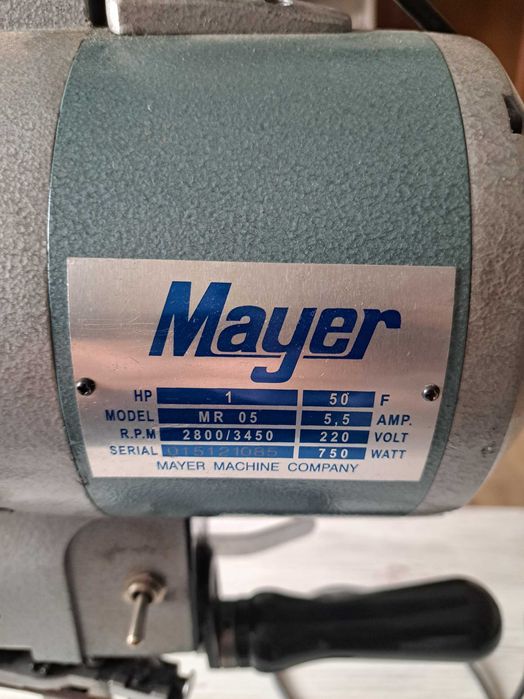 Mayer
HP 1 50 F
MODEL MR 05 5,5 AMP.
R.P.M 2800/3450 220 VOLT
SERIAL 015121085 750 WATT
MAYER MACHINE COMPANY